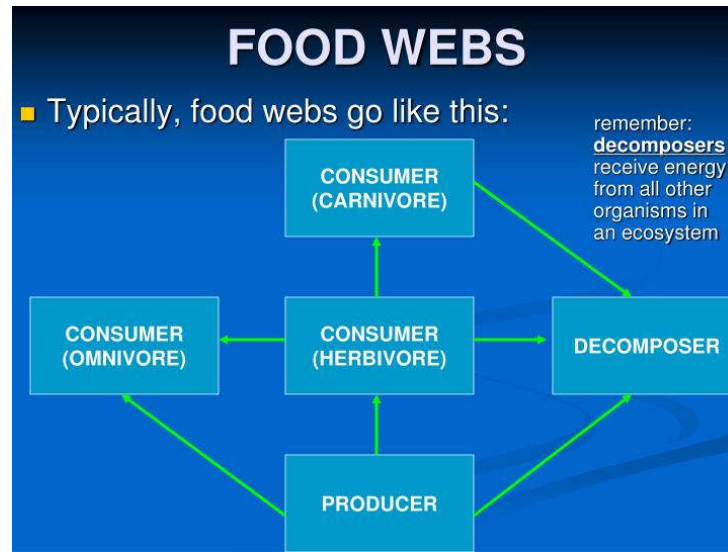 FOOD WEBS
Typically, food webs go like this:
remember:
decomposers
receive energy
from all other
organisms in
an ecosystem
CONSUMER
(CARNIVORE)
CONSUMER
(OMNIVORE)
CONSUMER
(HERBIVORE)
DECOMPOSER
PRODUCER